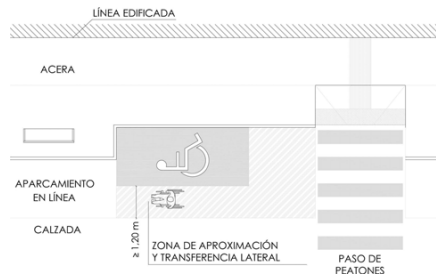 LÍNEA EDIFICADA
ACERA
APARCAMIENTO
EN LÍNEA
CALZADA
≥ 1.20 m
ZONA DE APROXIMACIÓN
Y TRANSFERENCIA LATERAL
PASO DE
PEATONES